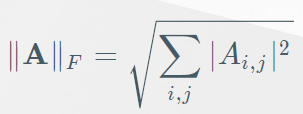 ‖A‖_F = √(∑_{i,j} |A_{i,j}|²)